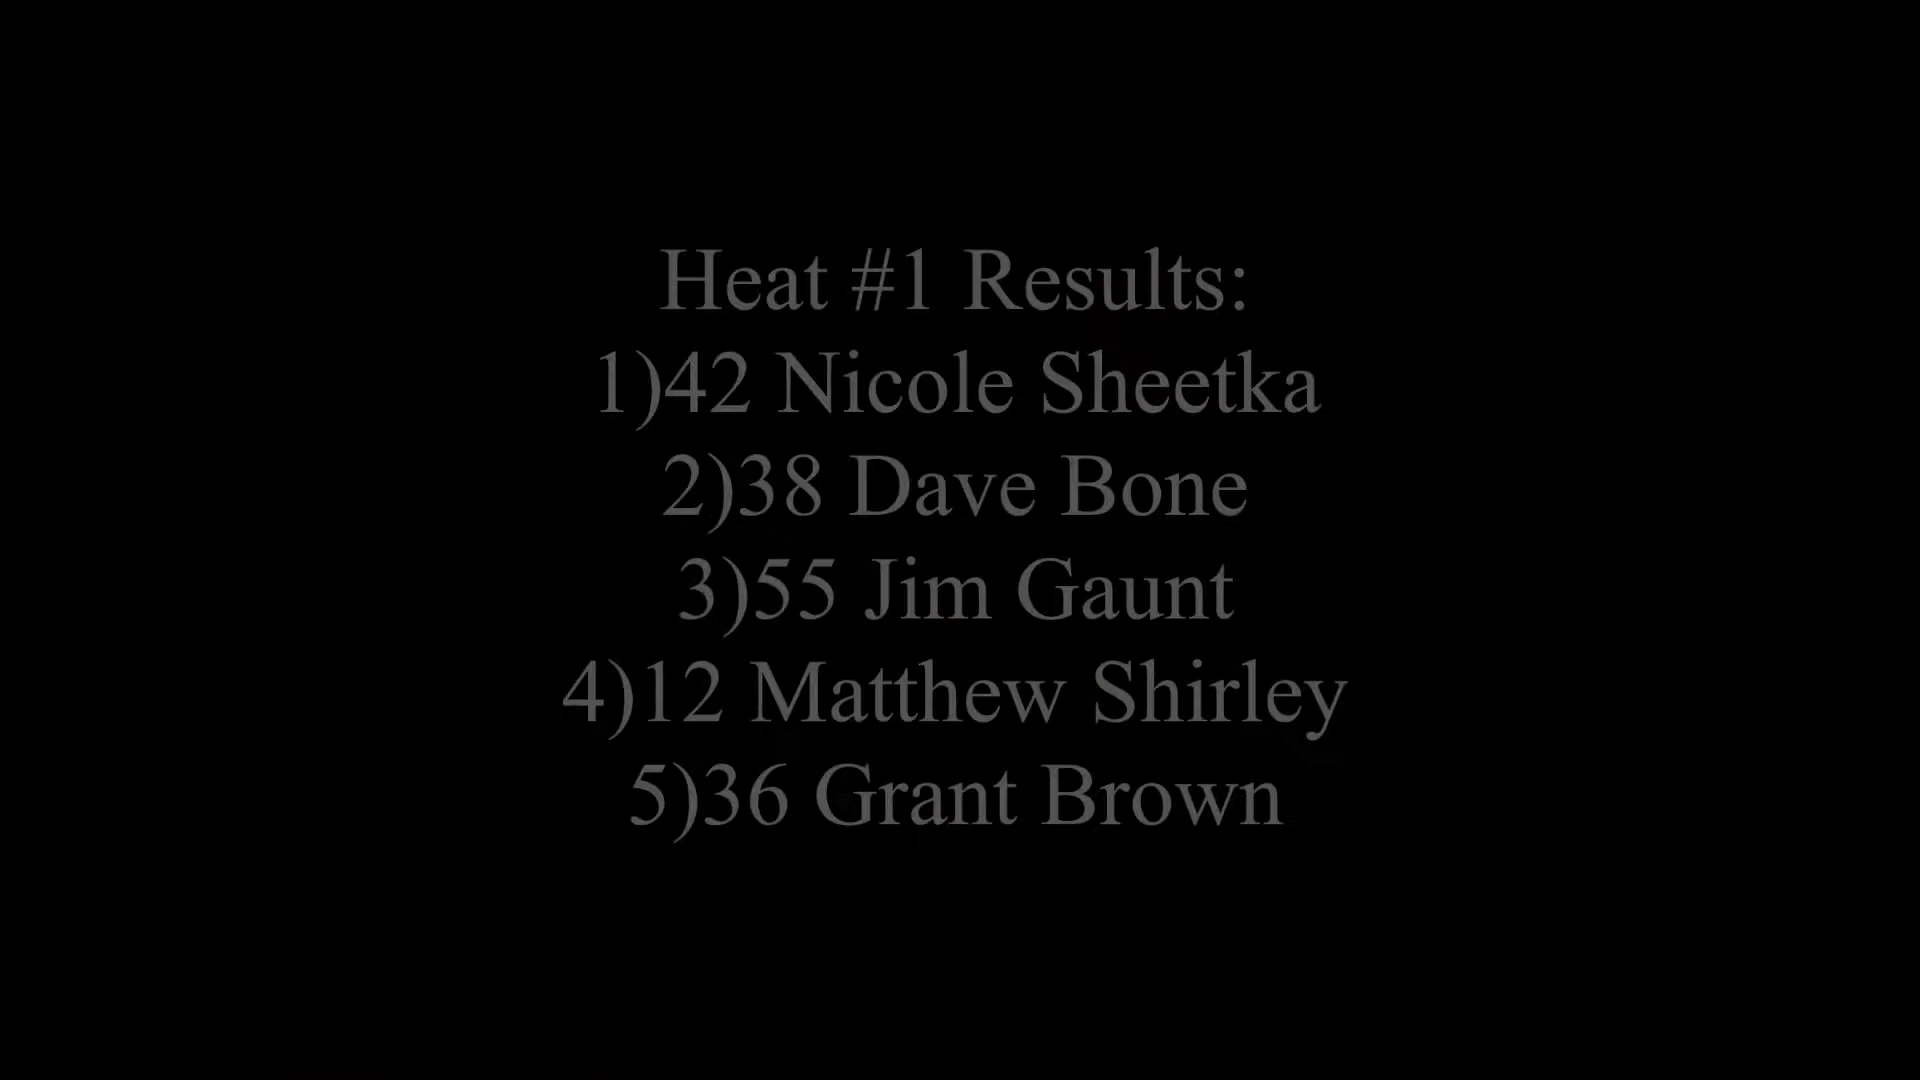 Heat #1 Results:
1)42 Nicole Sheetka
2)38 Dave Bone
3)55 Jim Gaunt
4)12 Matthew Shirley
5)36 Grant Brown